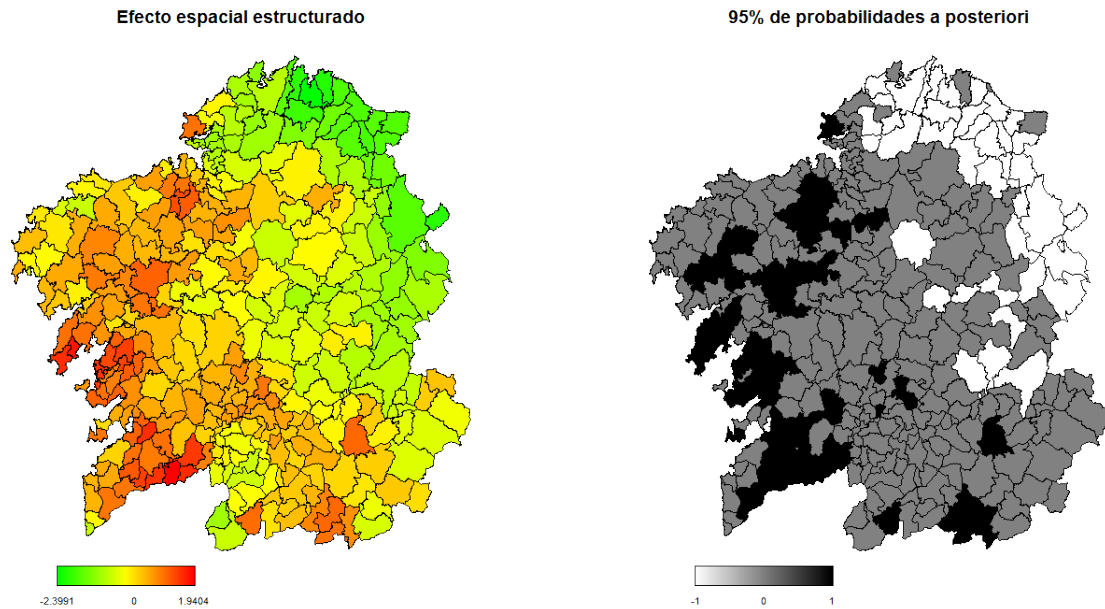 Efecto espacial estructurado
95% de probabilidades a posteriori
-2.3991 0 1.9404
-1 0 1